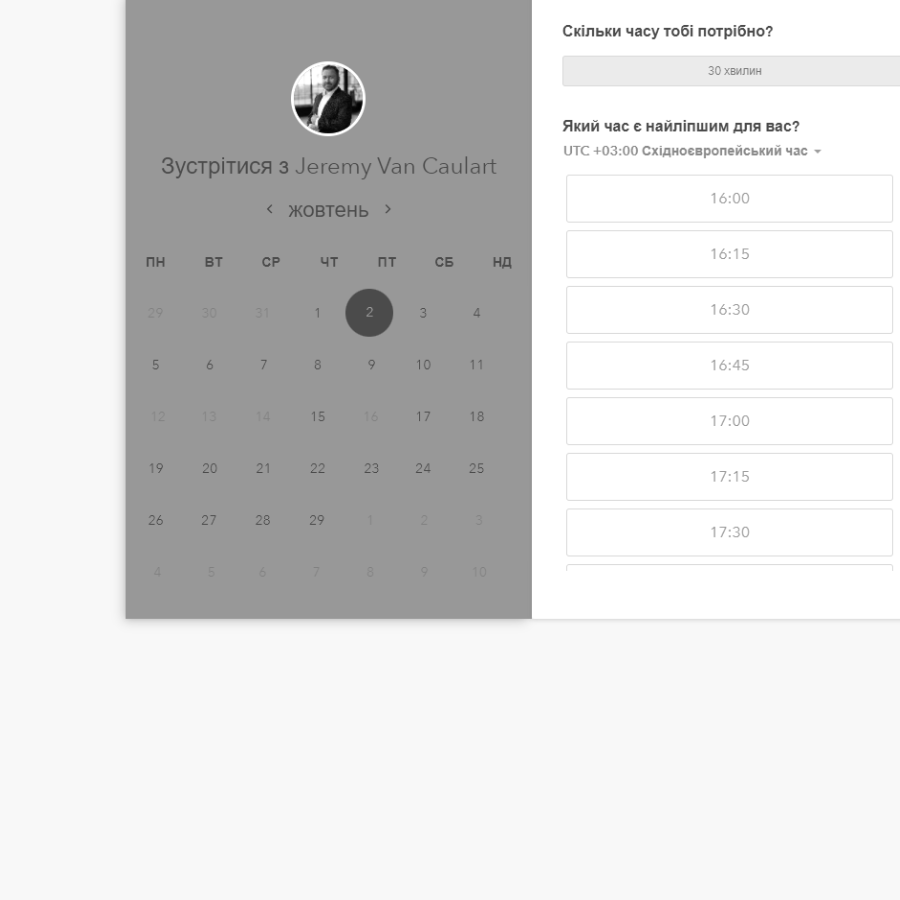 Зустрітися з Jeremy Van Caulart
жовтень
ПН ВТ СР ЧТ ПТ СБ НД
29 30 31 1 2 3 4
5 6 7 8 9 10 11
12 13 14 15 16 17 18
19 20 21 22 23 24 25
26 27 28 29 1 2 3
4 5 6 7 8 9 10
Скільки часу тобі потрібно?
30 хвилин
Який час є найліпшим для вас?
UTC +03:00 Східноєвропейський час
16:00
16:15
16:30
16:45
17:00
17:15
17:30